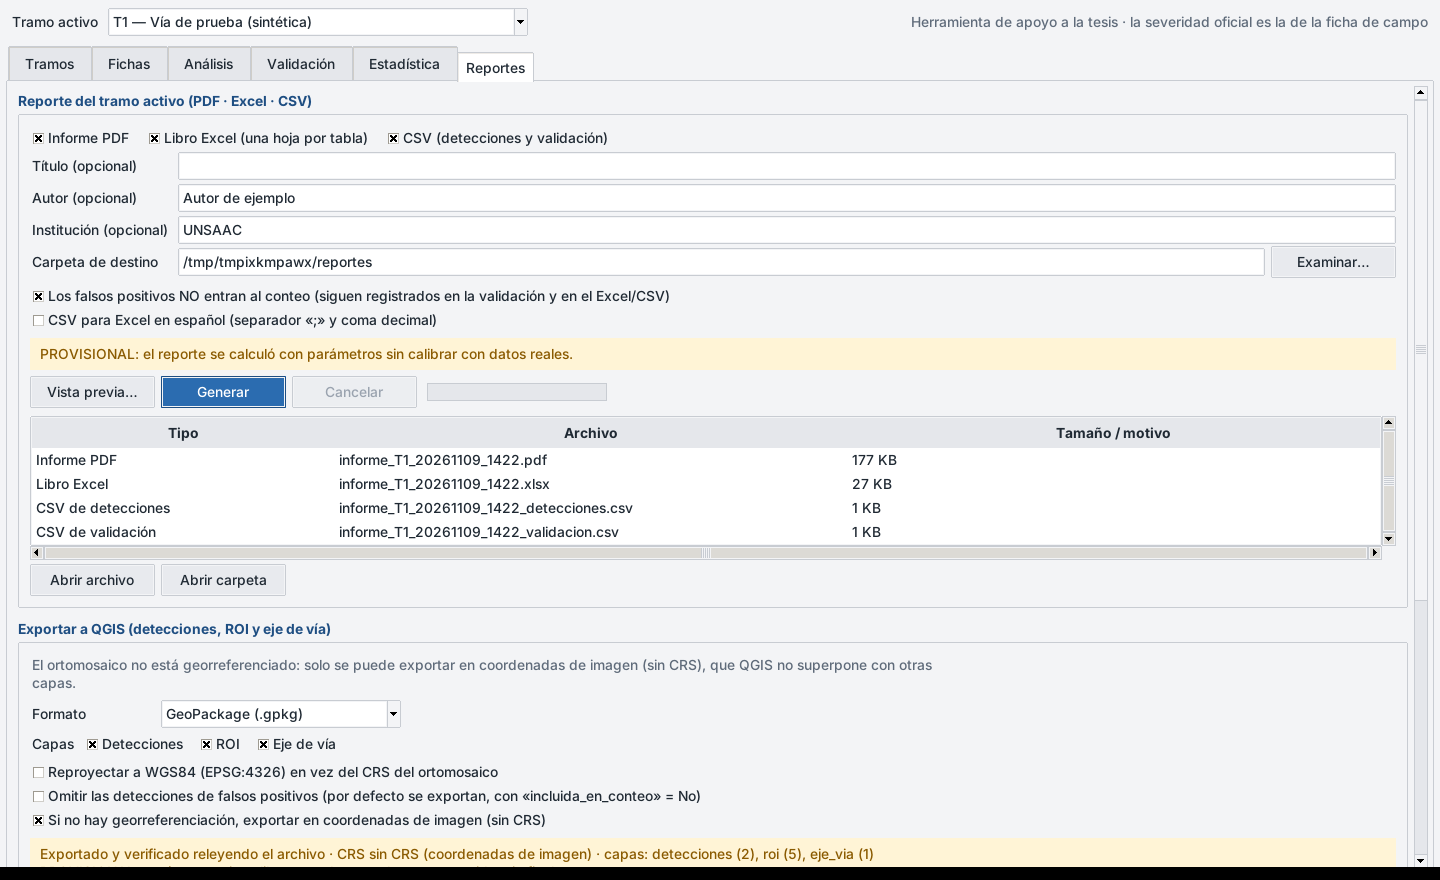 Tramo activo T1 — Vía de prueba (sintética) Herramienta de apoyo a la tesis · la severidad oficial es la de la ficha de campo
Tramos Fichas Análisis Validación Estadística Reportes
Reporte del tramo activo (PDF · Excel · CSV)
Informe PDF Libro Excel (una hoja por tabla) CSV (detecciones y validación)
Título (opcional)
Autor (opcional) Autor de ejemplo
Institución (opcional) UNSAAC
Carpeta de destino /tmp/tmpixkmpawx/reportes Examinar...
Los falsos positivos NO entran al conteo (siguen registrados en la validación y en el Excel/CSV)
CSV para Excel en español (separador «;» y coma decimal)
PROVISIONAL: el reporte se calculó con parámetros sin calibrar con datos reales.
Vista previa... Generar Cancelar
Tipo Archivo Tamaño / motivo
Informe PDF informe_T1_20261109_1422.pdf 177 KB
Libro Excel informe_T1_20261109_1422.xlsx 27 KB
CSV de detecciones informe_T1_20261109_1422_detecciones.csv 1 KB
CSV de validación informe_T1_20261109_1422_validacion.csv 1 KB
Abrir archivo Abrir carpeta
Exportar a QGIS (detecciones, ROI y eje de vía)
El ortomosaico no está georreferenciado: solo se puede exportar en coordenadas de imagen (sin CRS), que QGIS no superpone con otras
capas.
Formato GeoPackage (.gpkg)
Capas Detecciones ROI Eje de vía
Reproyectar a WGS84 (EPSG:4326) en vez del CRS del ortomosaico
Omitir las detecciones de falsos positivos (por defecto se exportan, con «incluida_en_conteo» = No)
Si no hay georreferenciación, exportar en coordenadas de imagen (sin CRS)
Exportado y verificado releyendo el archivo · CRS sin CRS (coordenadas de imagen) · capas: detecciones (2), roi (5), eje_via (1)